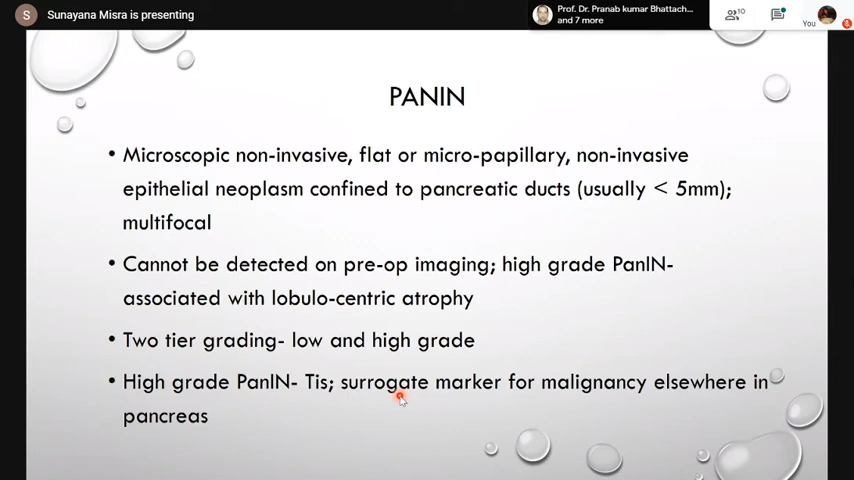 S Sunayana Misra is presenting
Prof. Dr. Pranab kumar Bhattach...
and 7 more
10
You
PANIN
• Microscopic non-invasive, flat or micro-papillary, non-invasive
epithelial neoplasm confined to pancreatic ducts (usually < 5mm);
multifocal
• Cannot be detected on pre-op imaging; high grade PanIN-
associated with lobulo-centric atrophy
• Two tier grading- low and high grade
• High grade PanIN- Tis; surrogate marker for malignancy elsewhere in
pancreas